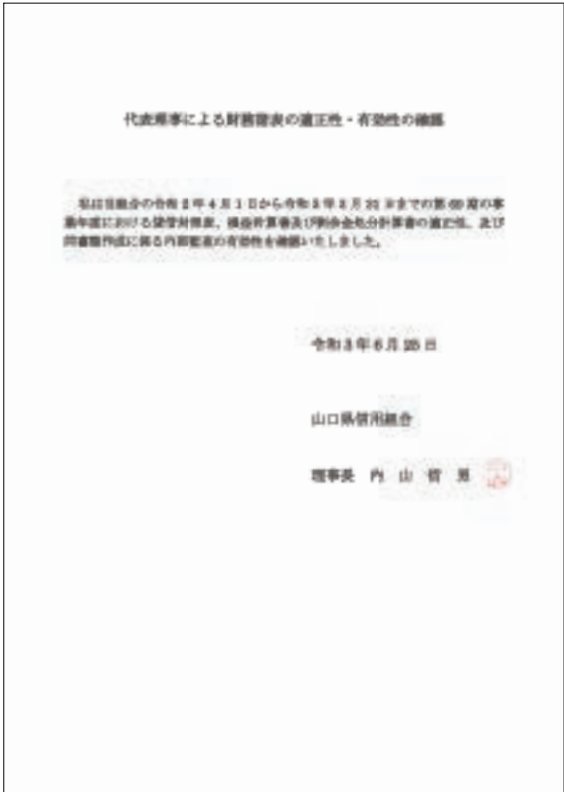 代表理事による財務諸表の適正性・有効性の確認
私は当組合の令和2年4月1日から令和3年3月31日までの第69期の事
業年度における貸借対照表、損益計算書及び剰余金処分計算書の適正性、及び
同書類作成に係る内部監査の有効性を確認いたしました。
令和3年6月25日
山口県信用組合
理事長 内 山 信 男